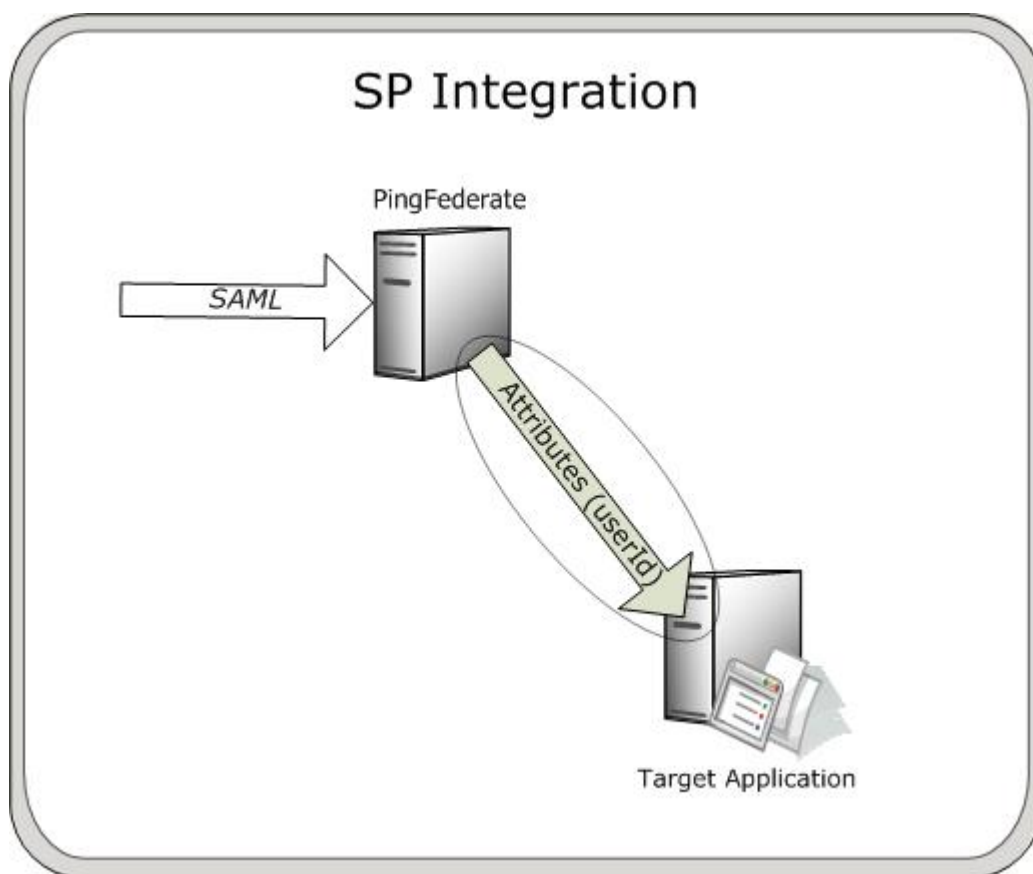 SP Integration
PingFederate
SAML
Attributes (userId)
Target Application